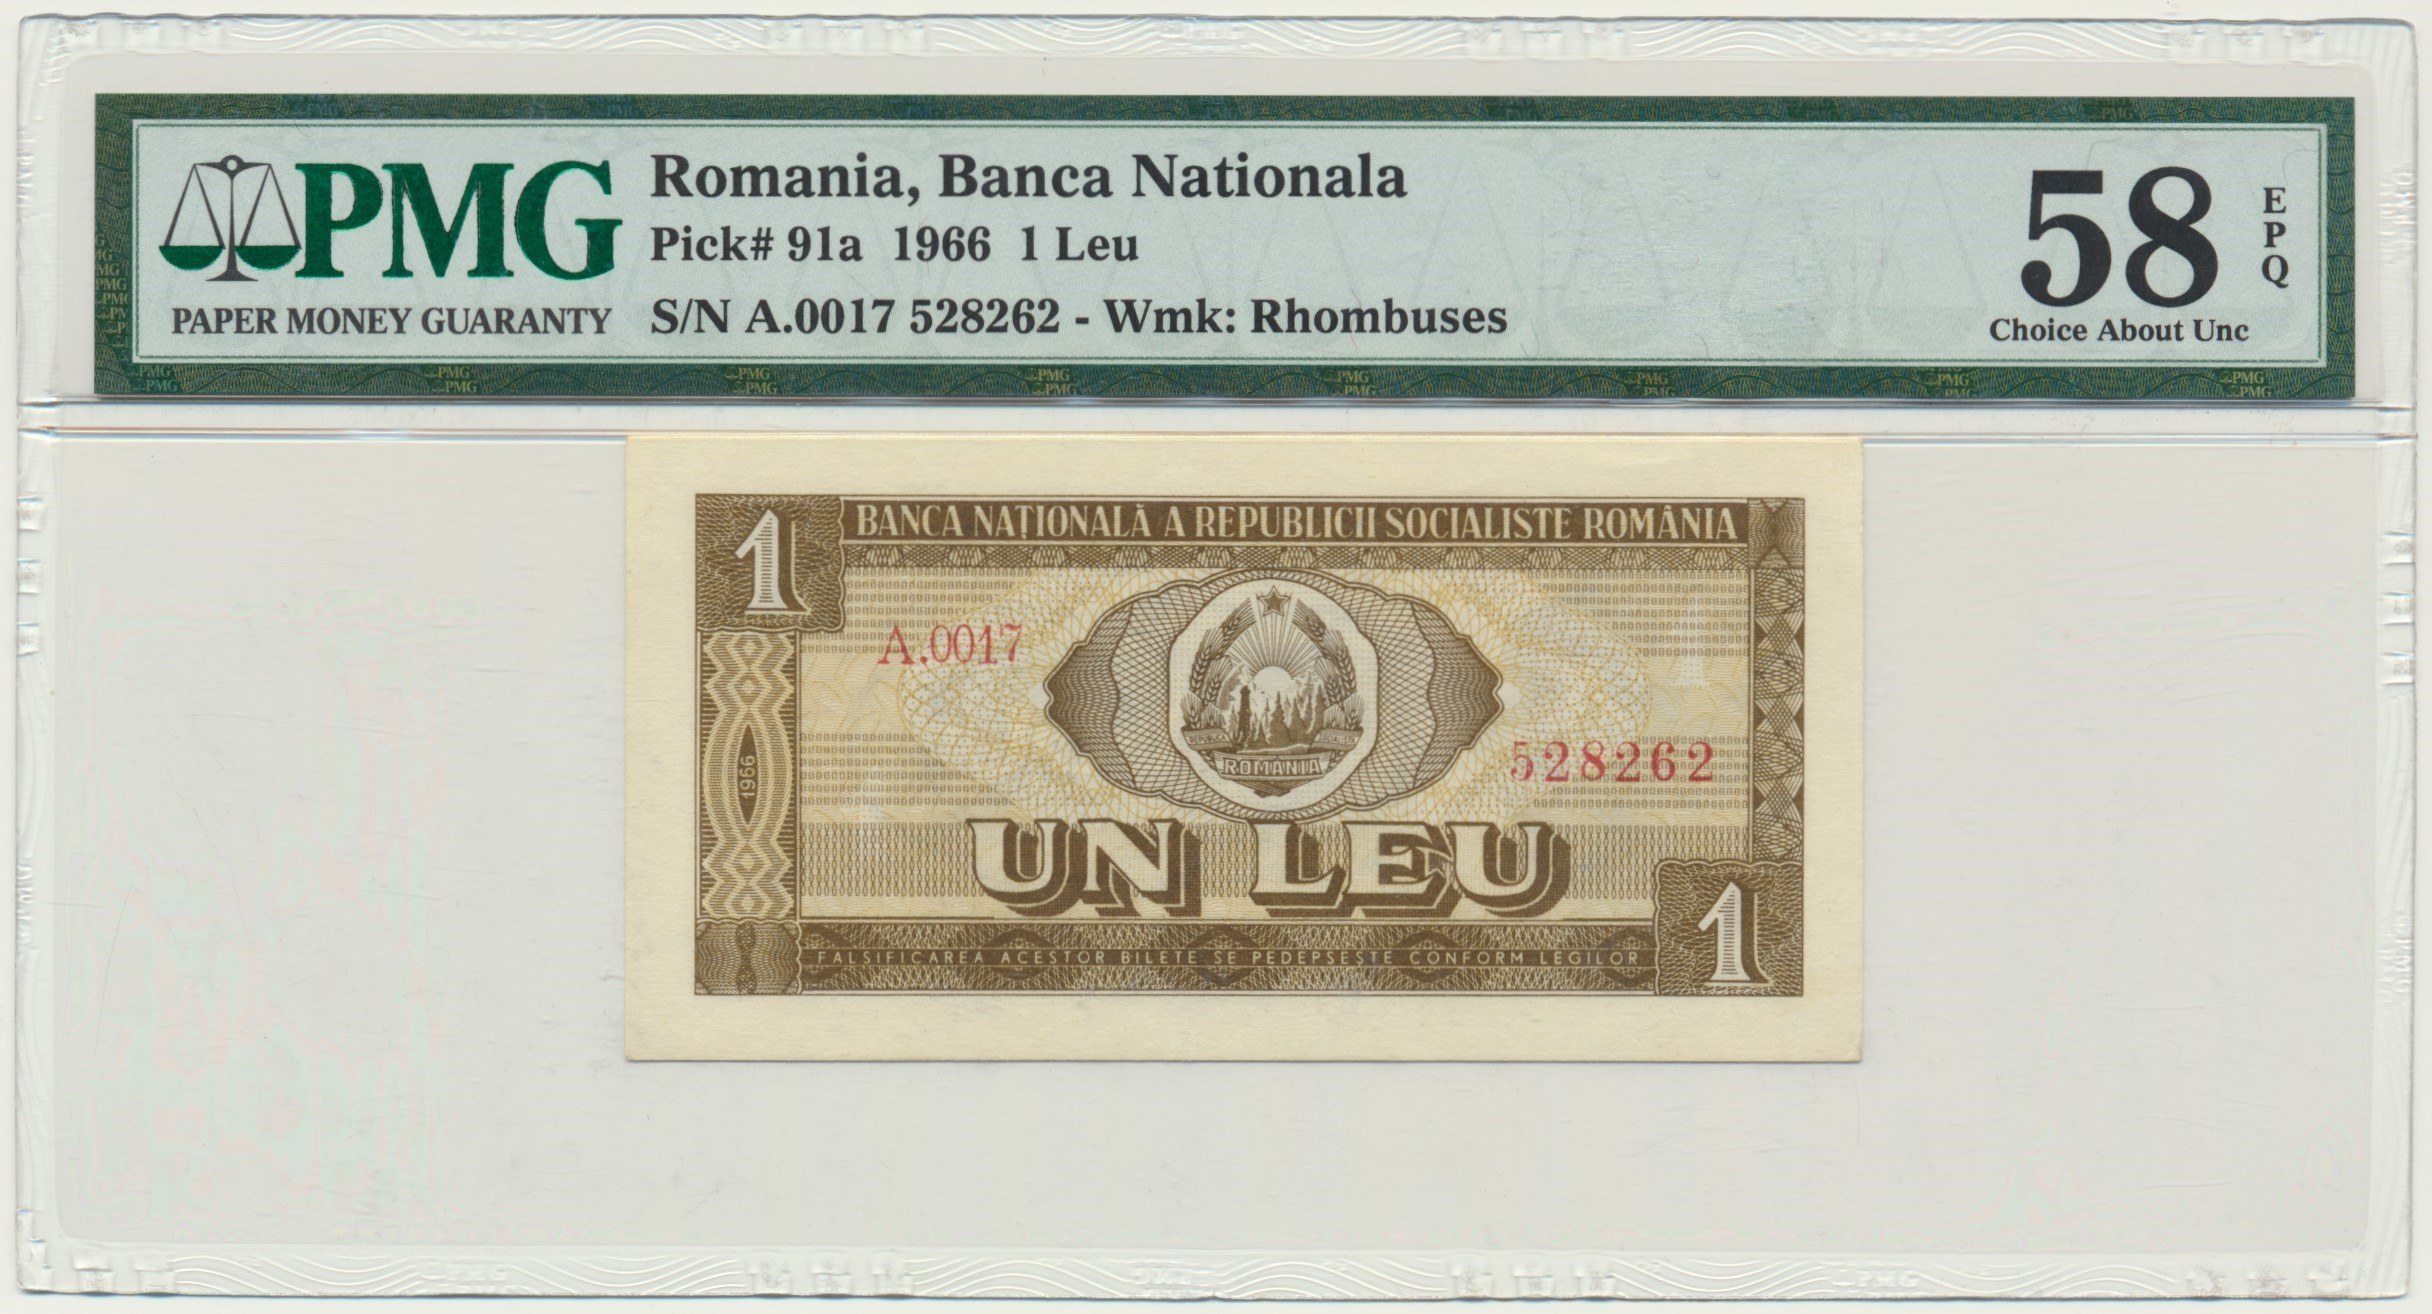 PMG
PAPER MONEY GUARANTY
Romania, Banca Nationala
Pick# 91a 1966 1 Leu
S/N A.0017 528262 - Wmk: Rhombuses
58
EPQ
Choice About Unc
1
BANCA NAȚIONALĂ A REPUBLICII SOCIALISTE ROMÂNIA
A.0017
1966
ROMANIA
528262
UN LEU
1
FALSIFICAREA ACESTOR BILETE SE PEDEPSEȘTE CONFORM LEGILOR